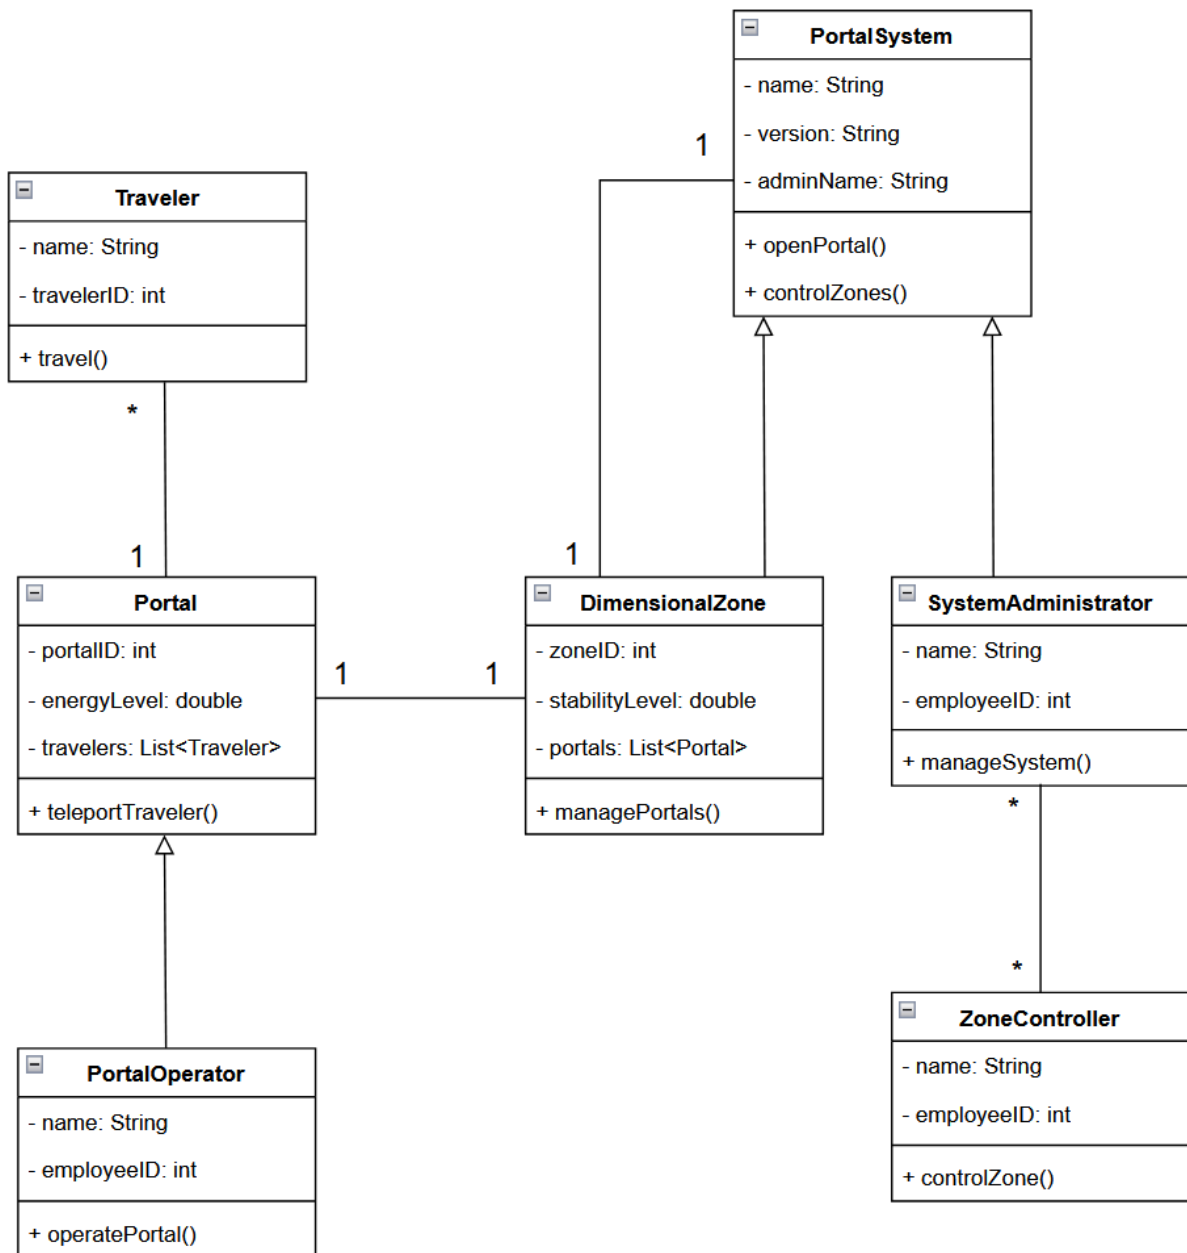 PortalSystem
- name: String
- version: String
- adminName: String
+ openPortal()
+ controlZones()
1
Traveler
- name: String
- travelerID: int
+ travel()
*
1
1
Portal
- portalID: int
- energyLevel: double
- travelers: List<Traveler>
+ teleportTraveler()
1
1
DimensionalZone
- zoneID: int
- stabilityLevel: double
- portals: List<Portal>
+ managePortals()
SystemAdministrator
- name: String
- employeeID: int
+ manageSystem()
*
*
ZoneController
- name: String
- employeeID: int
+ controlZone()
PortalOperator
- name: String
- employeeID: int
+ operatePortal()